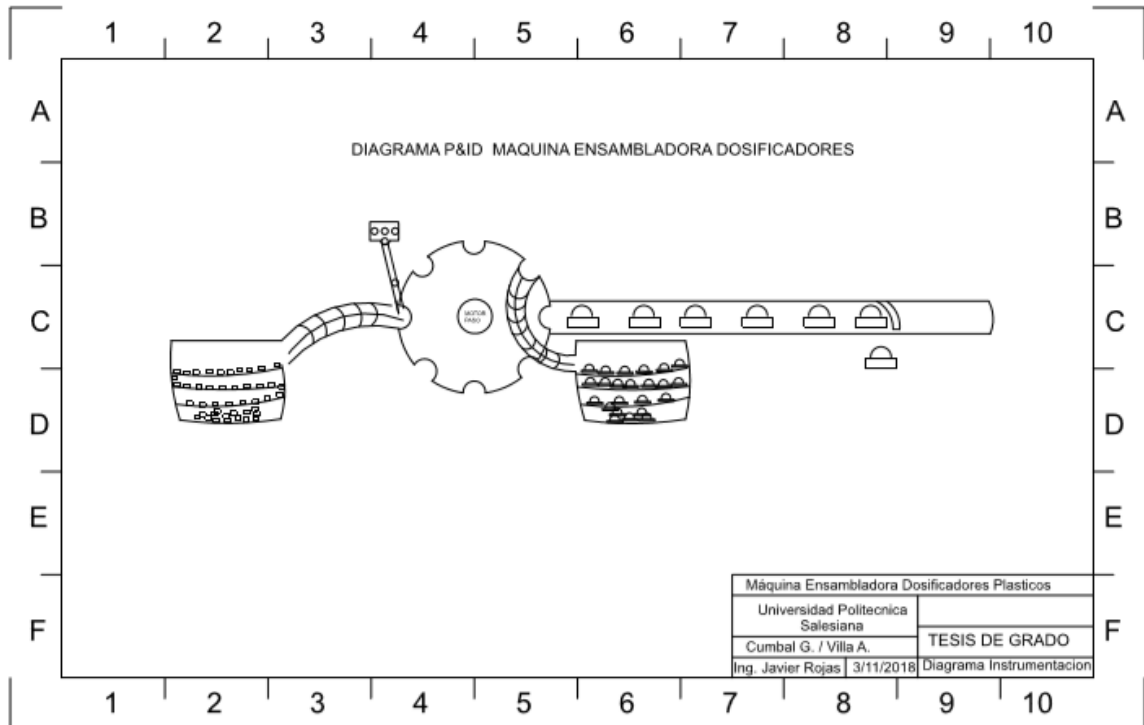 1 2 3 4 5 6 7 8 9 10
A A
DIAGRAMA P&ID MAQUINA ENSAMBLADORA DOSIFICADORES
B B
C C
MOTOR
PASO
D D
E E
Máquina Ensambladora Dosificadores Plasticos
Universidad Politecnica
Salesiana
F F
TESIS DE GRADO
Cumbal G. / Villa A.
Ing. Javier Rojas 3/11/2018 Diagrama Instrumentacion
1 2 3 4 5 6 7 8 9 10